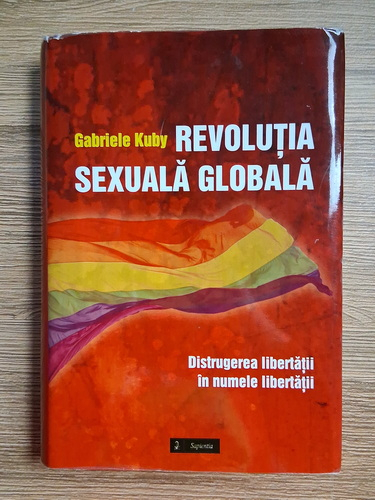 Gabriele Kuby REVOLUȚIA
SEXUALĂ GLOBALĂ
Distrugerea libertății
în numele libertății
Sapientia